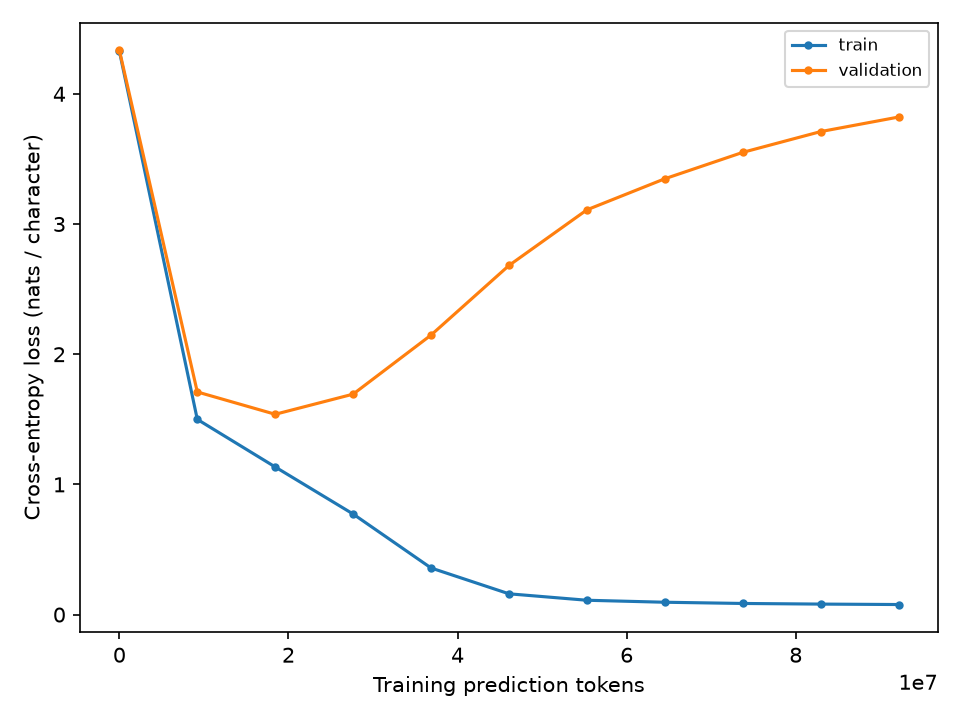 train
validation
4
3
2
1
0
Cross-entropy loss (nats / character)
0 2 4 6 8
1e7
Training prediction tokens